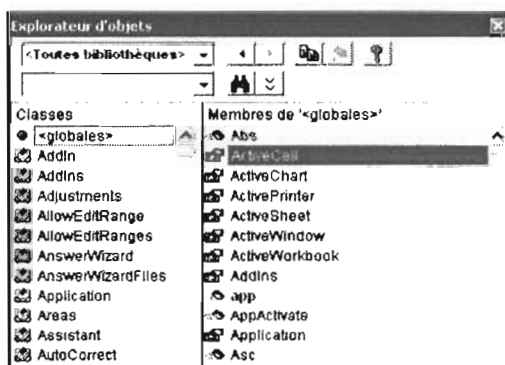 Explorateur d'objets
<Toutes bibliothèques>
Classes
<globales>
AddIn
AddIns
Adjustments
AllowEditRange
AllowEditRanges
AnswerWizard
AnswerWizardFiles
Application
Areas
Assistant
AutoCorrect
Membres de '<globales>'
Abs
ActiveCell
ActiveChart
ActivePrinter
ActiveSheet
ActiveWindow
ActiveWorkbook
AddIns
app
AppActivate
Application
Asc